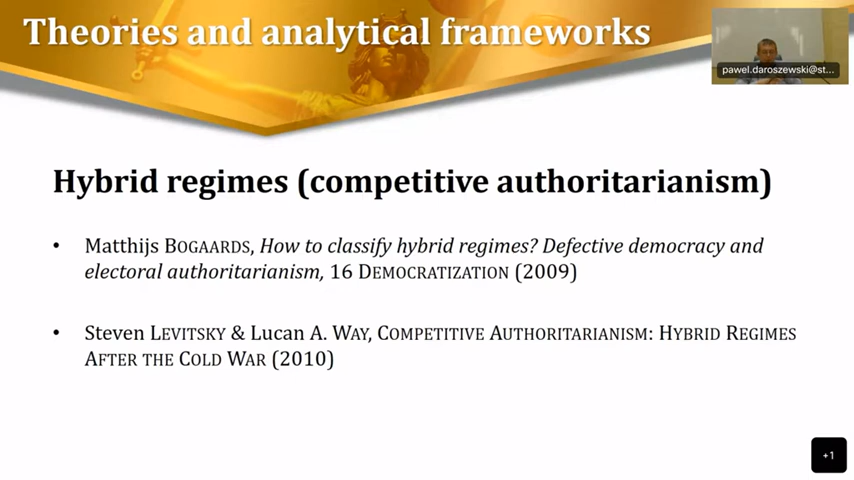 Theories and analytical frameworks
pawel.daroszewski@st...
Hybrid regimes (competitive authoritarianism)
• Matthijs BOGAARDS, How to classify hybrid regimes? Defective democracy and
electoral authoritarianism, 16 DEMOCRATIZATION (2009)
• Steven LEVITSKY & Lucan A. WAY, COMPETITIVE AUTHORITARIANISM: HYBRID REGIMES
AFTER THE COLD WAR (2010)
+1